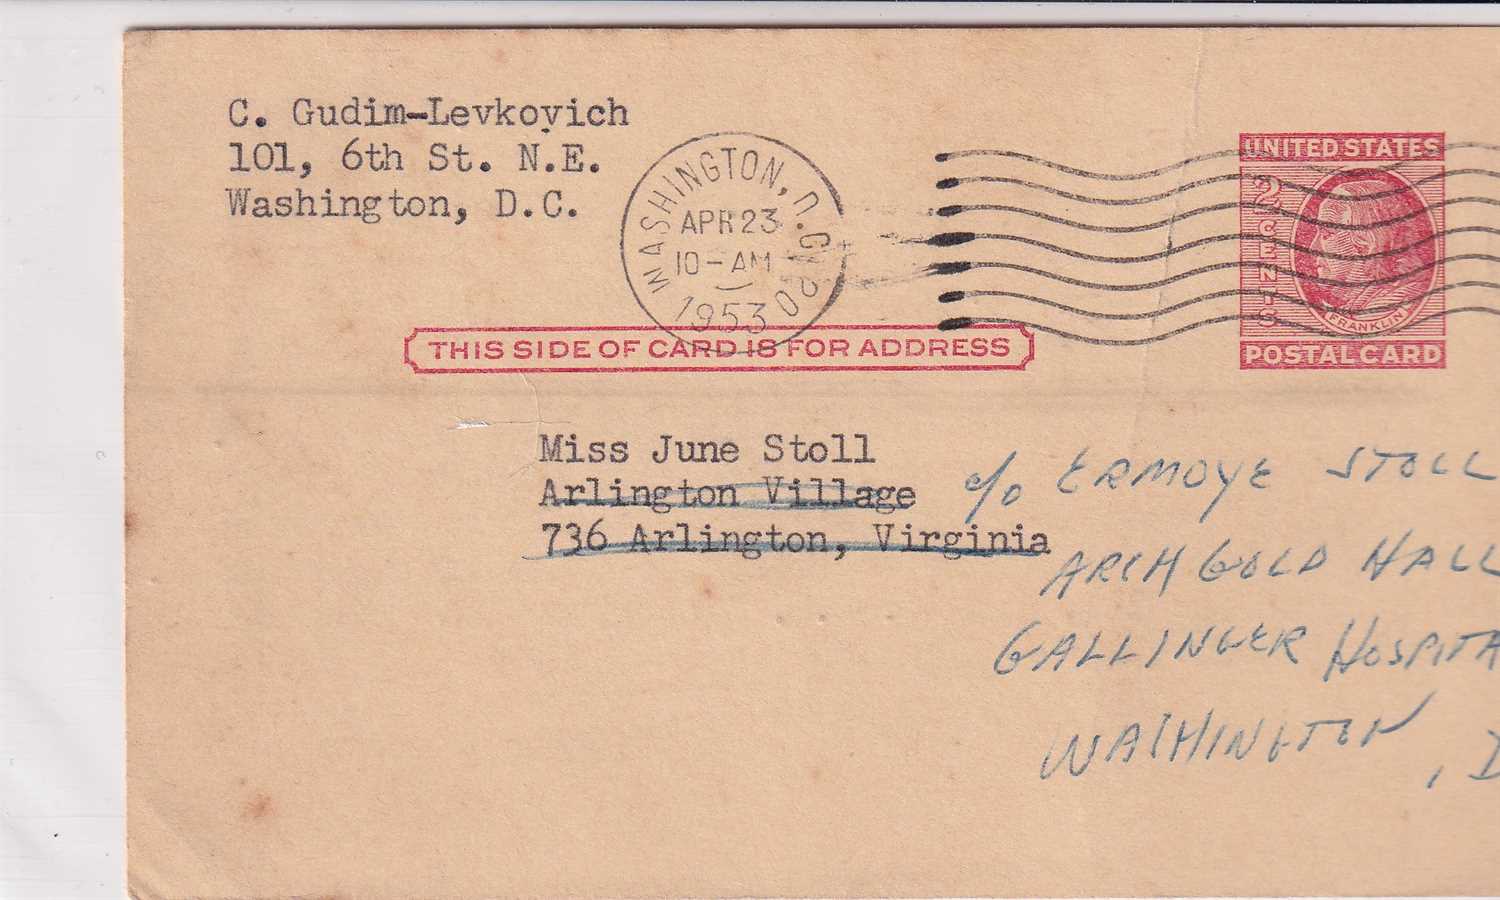 C. Gudim-Levkovich
101, 6th St. N.E.
Washington, D.C.
WASHINGTON, D.C.
APR 23
10-AM
1953
UNITED STATES
2 CENTS
FRANKLIN
POSTAL CARD
THIS SIDE OF CARD IS FOR ADDRESS
Miss June Stoll
Arlington Village
736 Arlington, Virginia
c/o ERMOYE STOLL
ARCHGOLD HALL
GALLINGER HOSPITA
WASHINGTON, D